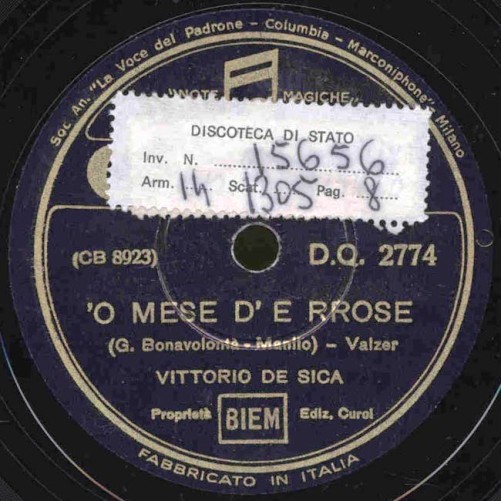 Soc. An. "La Voce del Padrone - Columbia - Marconiphone" Milano
"NOTE MAGICHE"
DISCOTECA DI STATO
Inv. N. 15656
Arm. 14 Scaf. 1305 Pag. 8
(CB 8923) D.Q. 2774
'O MESE D' E RROSE
(G. Bonavolontà - Manlio) – Valzer
VITTORIO DE SICA
Proprietà BIEM Ediz. Curci
FABBRICATO IN ITALIA